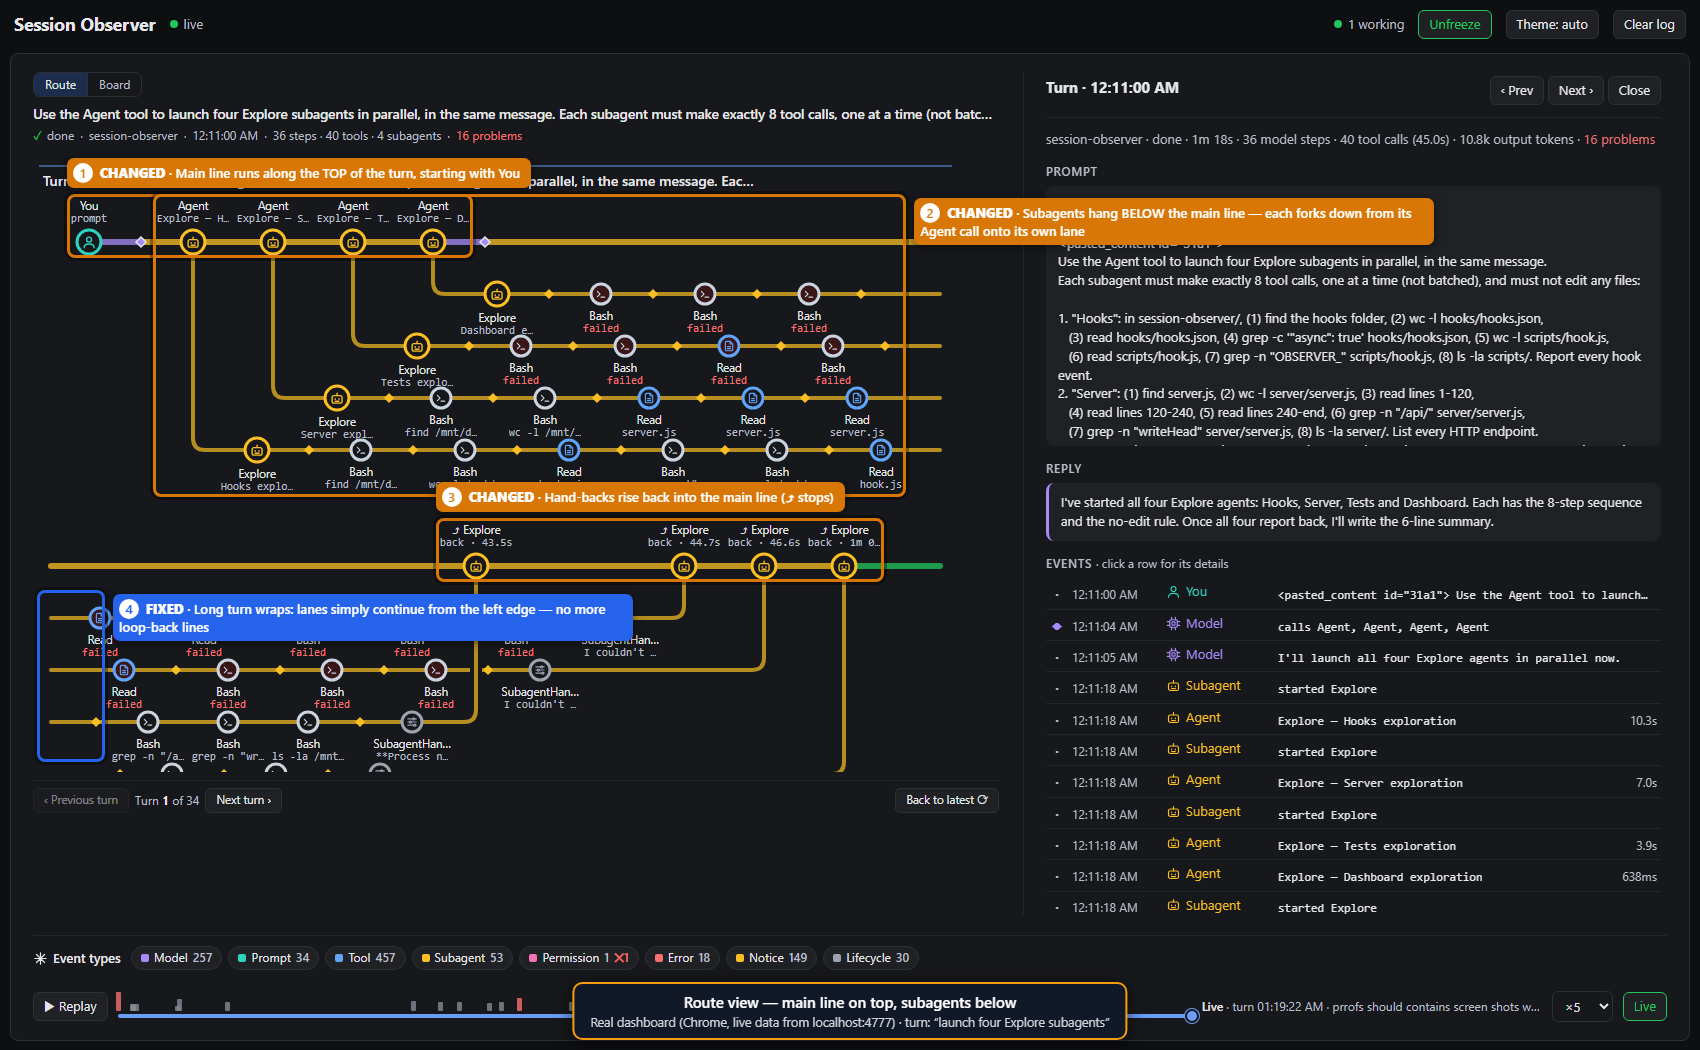 Session Observer
live
1 working
Unfreeze
Theme: auto
Clear log
Route
Board
Use the Agent tool to launch four Explore subagents in parallel, in the same message. Each subagent must make exactly 8 tool calls, one at a time (not batc...
✓ done · session-observer · 12:11:00 AM · 36 steps · 40 tools · 4 subagents · 16 problems
1 CHANGED · Main line runs along the TOP of the turn, starting with You
parallel, in the same message. Eac...
You
prompt
Agent
Explore — H…
Agent
Explore — S…
Agent
Explore — T…
Agent
Explore — D…
2 CHANGED · Subagents hang BELOW the main line — each forks down from its
Agent call onto its own lane
Explore
Dashboard e…
Bash
failed
Bash
failed
Bash
failed
Explore
Tests explo…
Bash
failed
Bash
failed
Read
failed
Bash
failed
Explore
Server expl…
Bash
find /mnt/d…
Bash
wc -l /mnt/…
Read
server.js
Read
server.js
Read
server.js
Explore
Hooks explo…
Bash
find /mnt/d…
Bash
Read
Bash
Bash
Read
hook.js
3 CHANGED · Hand-backs rise back into the main line (⤴ stops)
⤴ Explore
back · 43.5s
⤴ Explore
back · 44.7s
⤴ Explore
back · 46.6s
⤴ Explore
back · 1m 0…
4 FIXED · Long turn wraps: lanes simply continue from the left edge — no more
loop-back lines
Read
failed
failed
failed
failed
failed
I couldn't …
Read
failed
Bash
failed
Bash
failed
Bash
failed
SubagentHan...
I couldn't …
Bash
grep -n "/a…
Bash
grep -n "wr…
Bash
ls -la /mnt…
SubagentHan...
**Process n…
‹ Previous turn
Turn 1 of 34
Next turn ›
Back to latest ⟳
Turn · 12:11:00 AM
‹ Prev
Next ›
Close
session-observer · done · 1m 18s · 36 model steps · 40 tool calls (45.0s) · 10.8k output tokens · 16 problems
PROMPT
Use the Agent tool to launch four Explore subagents in parallel, in the same message.
Each subagent must make exactly 8 tool calls, one at a time (not batched), and must not edit any files:
1. "Hooks": in session-observer/, (1) find the hooks folder, (2) wc -l hooks/hooks.json,
(3) read hooks/hooks.json, (4) grep -c '"async": true' hooks/hooks.json, (5) wc -l scripts/hook.js,
(6) read scripts/hook.js, (7) grep -n "OBSERVER_" scripts/hook.js, (8) ls -la scripts/. Report every hook
event.
2. "Server": (1) find server.js, (2) wc -l server/server.js, (3) read lines 1-120,
(4) read lines 120-240, (5) read lines 240-end, (6) grep -n "/api/" server/server.js,
(7) grep -n "writeHead" server/server.js, (8) ls -la server/. List every HTTP endpoint.
REPLY
I've started all four Explore agents: Hooks, Server, Tests and Dashboard. Each has the 8-step sequence
and the no-edit rule. Once all four report back, I'll write the 6-line summary.
EVENTS · click a row for its details
12:11:00 AM You <pasted_content id="31a1"> Use the Agent tool to launch…
12:11:04 AM Model calls Agent, Agent, Agent, Agent
12:11:05 AM Model I'll launch all four Explore agents in parallel now.
12:11:18 AM Subagent started Explore
12:11:18 AM Agent Explore — Hooks exploration 10.3s
12:11:18 AM Subagent started Explore
12:11:18 AM Agent Explore — Server exploration 7.0s
12:11:18 AM Subagent started Explore
12:11:18 AM Agent Explore — Tests exploration 3.9s
12:11:18 AM Agent Explore — Dashboard exploration 638ms
12:11:18 AM Subagent started Explore
Event types
Model 257
Prompt 34
Tool 457
Subagent 53
Permission 1 ✕1
Error 18
Notice 149
Lifecycle 30
▶ Replay
Route view — main line on top, subagents below
Real dashboard (Chrome, live data from localhost:4777) · turn: “launch four Explore subagents”
Live · turn 01:19:22 AM · prrofs should contains screen shots w...
×5
Live